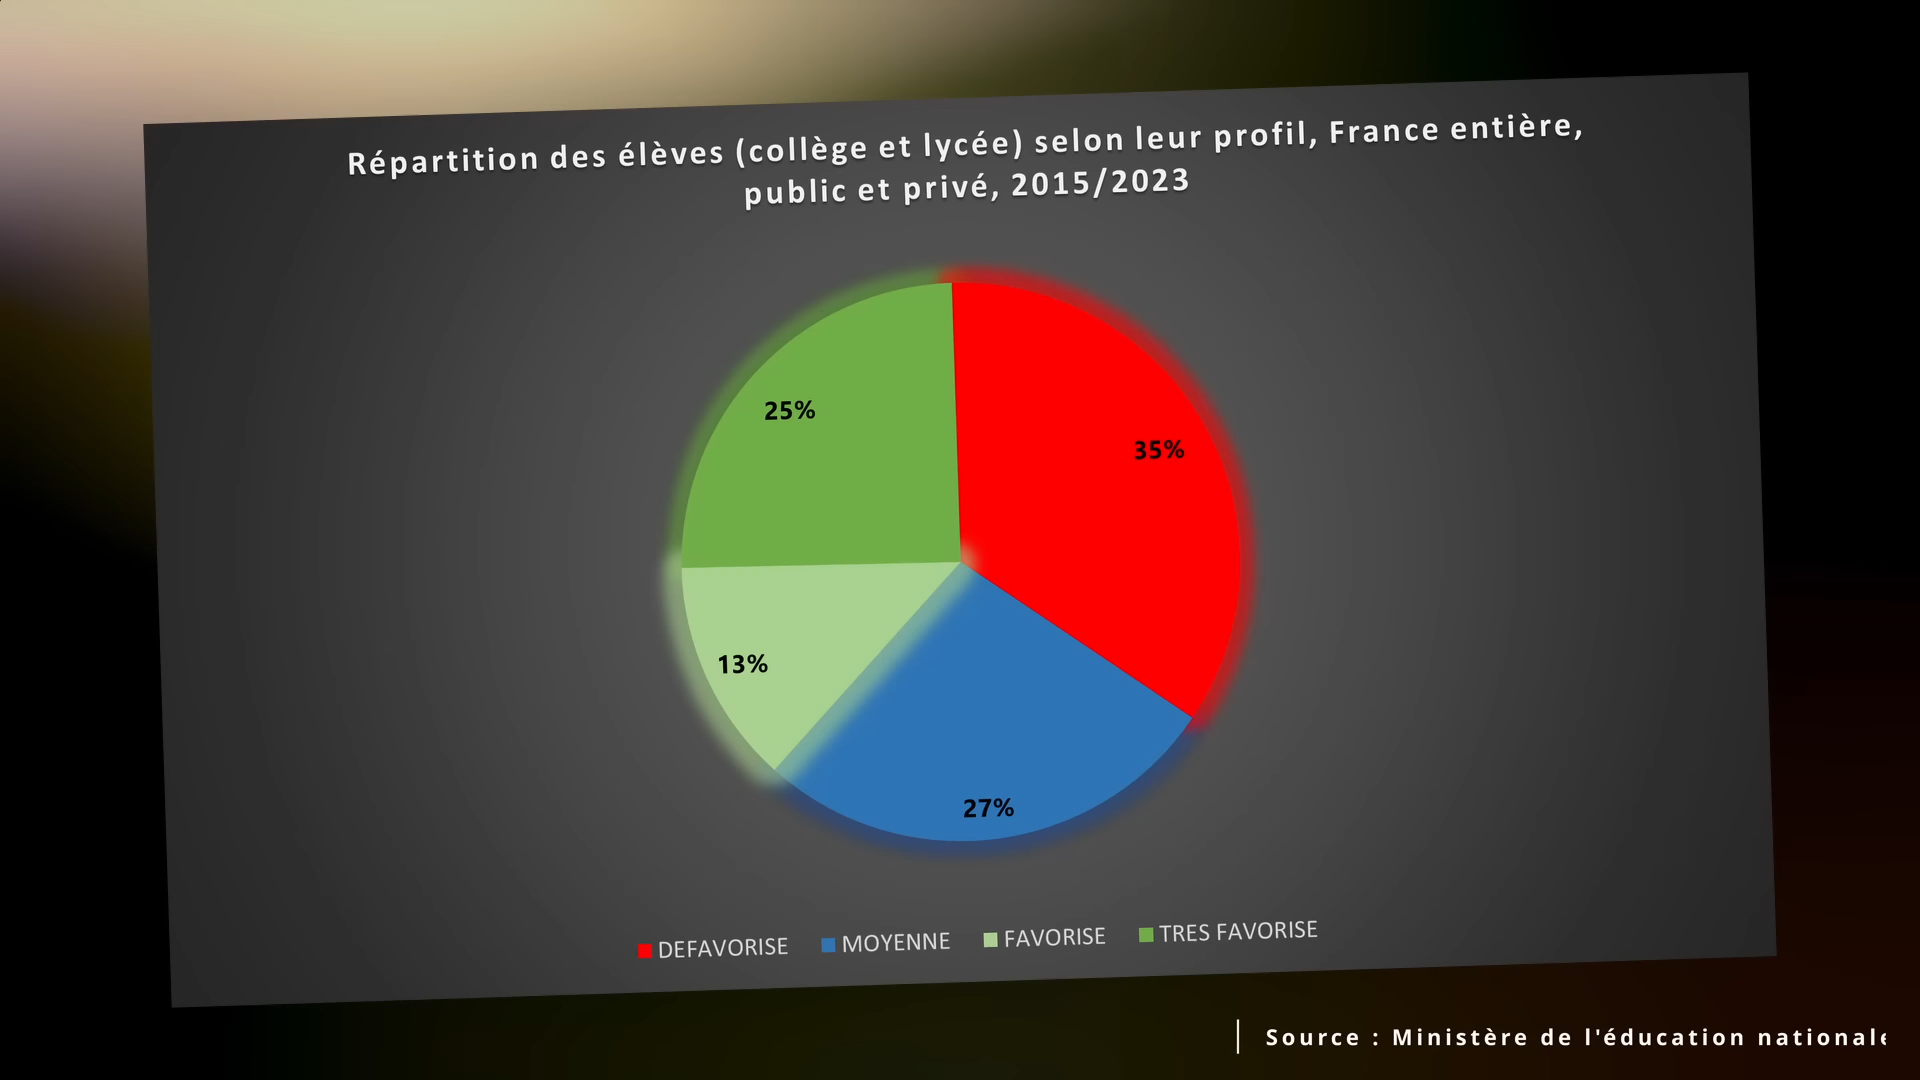 Répartition des élèves (collège et lycée) selon leur profil, France entière,
public et privé, 2015/2023
25%
35%
13%
27%
DEFAVORISE MOYENNE FAVORISE TRES FAVORISE
Source : Ministère de l'éducation nationale